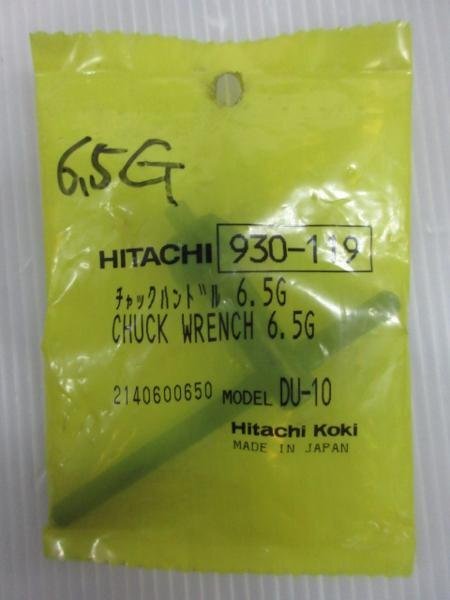 6.5G
HITACHI 930-119
ﾁｬｯｸﾊﾝﾄﾞﾙ 6.5G
CHUCK WRENCH 6.5G
2140600650 MODEL DU-10
Hitachi Koki
MADE IN JAPAN